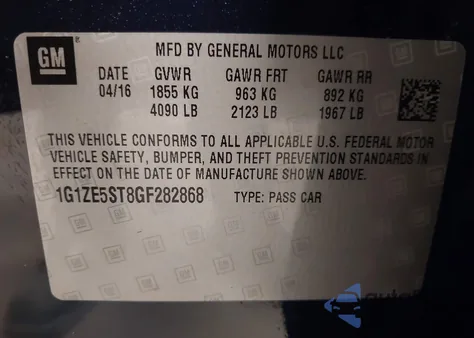 GM
MFD BY GENERAL MOTORS LLC
DATE GVWR GAWR FRT GAWR RR
04/16 1855 KG 963 KG 892 KG
4090 LB 2123 LB 1967 LB
THIS VEHICLE CONFORMS TO ALL APPLICABLE U.S. FEDERAL MOTOR
VEHICLE SAFETY, BUMPER, AND THEFT PREVENTION STANDARDS IN
EFFECT ON THE DATE OF MANUFACTURE SHOWN ABOVE.
1G1ZE5ST8GF282868 TYPE: PASS CAR